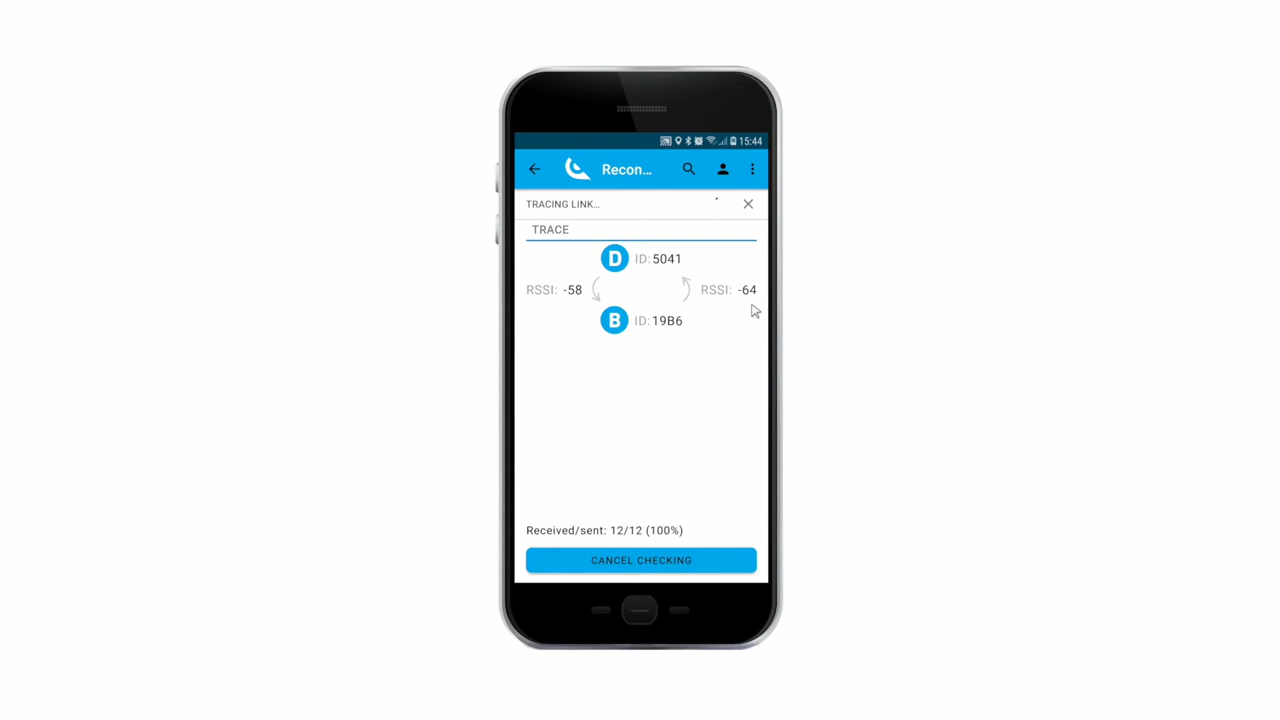 15:44
Recon...
TRACING LINK...
TRACE
D ID: 5041
RSSI: -58 RSSI: -64
B ID: 19B6
Received/sent: 12/12 (100%)
CANCEL CHECKING